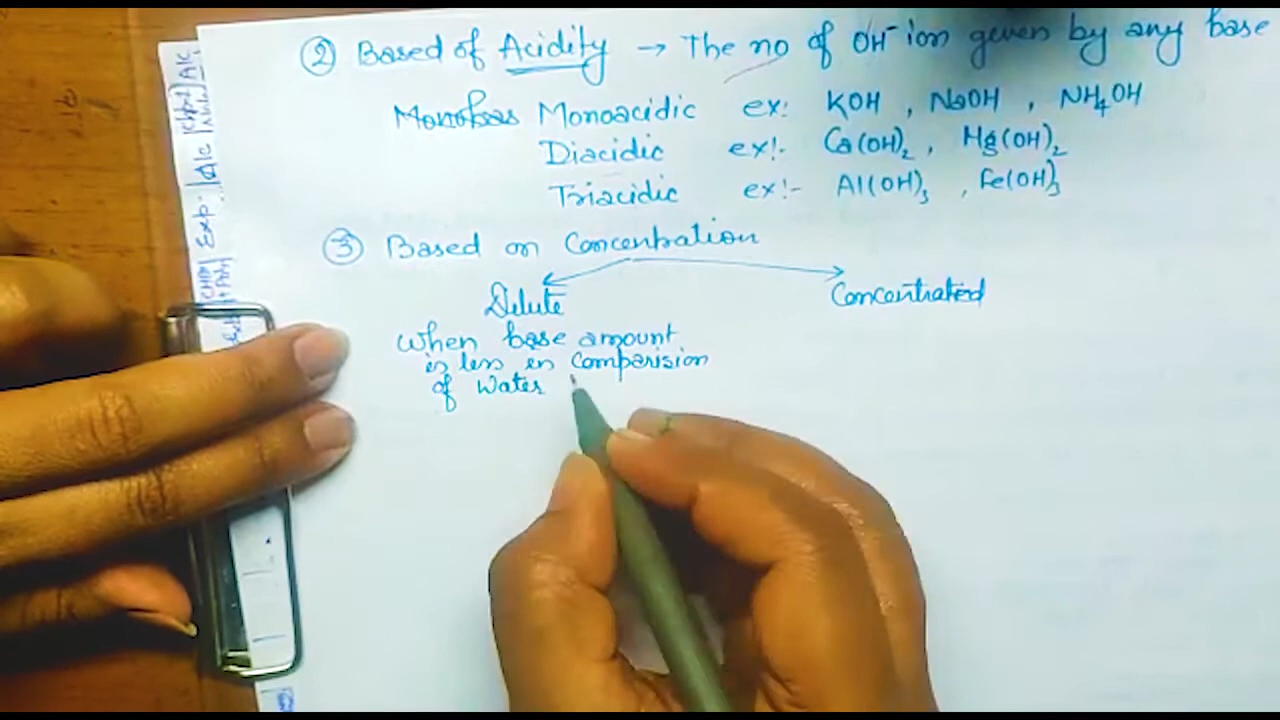 ② Based of Acidity → The no of OH⁻ ion given by any base
Monobas Monoacidic ex:- KOH , NaOH , NH₄OH
Diacidic ex!- Ca(OH)₂ , Mg(OH)₂
Triacidic ex!- Al(OH)₃ , Fe(OH)₃
③ Based on Concentration
Dilute Concentrated
When base amount
is less in Comparision
of Water
Exp. A/c